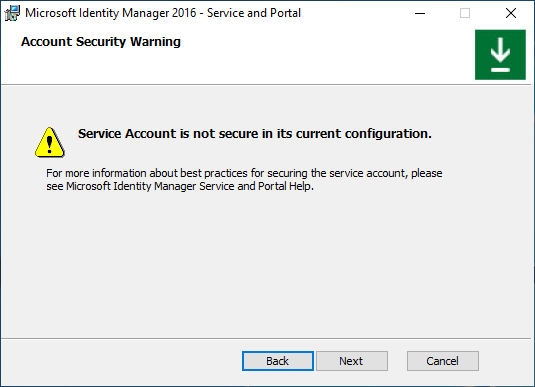 Microsoft Identity Manager 2016 - Service and Portal
Account Security Warning
Service Account is not secure in its current configuration.
For more information about best practices for securing the service account, please
see Microsoft Identity Manager Service and Portal Help.
Back Next Cancel